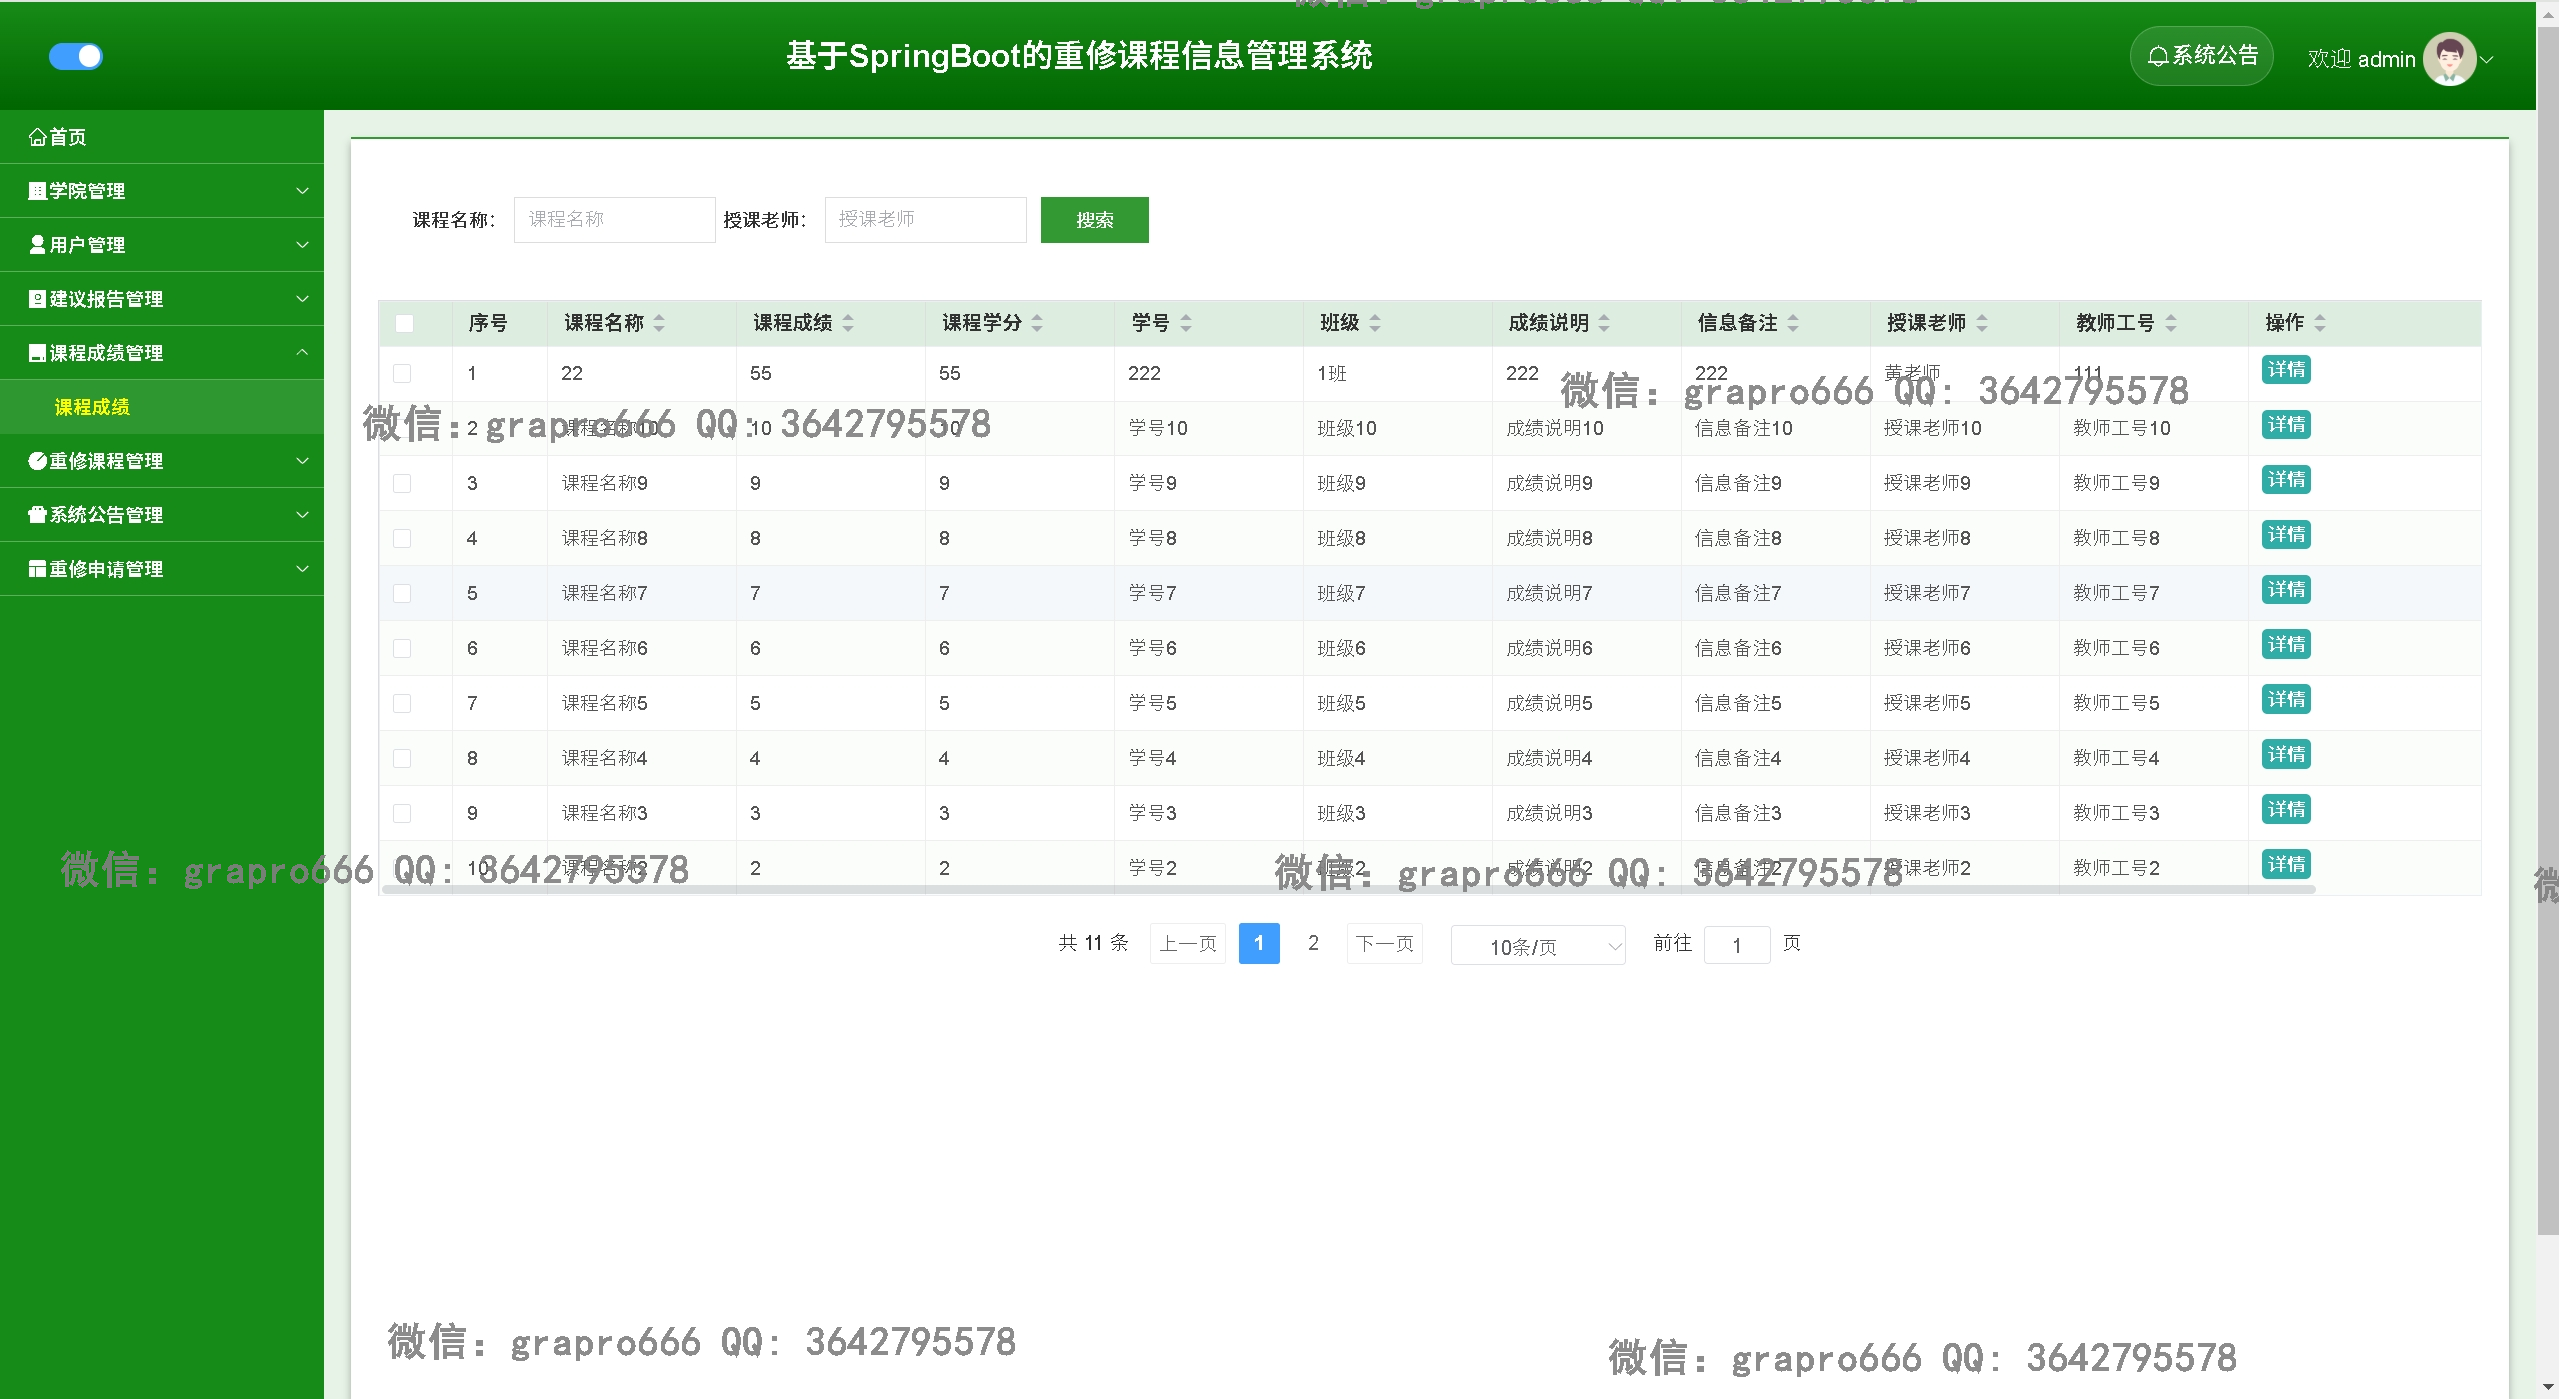 基于SpringBoot的重修课程信息管理系统
系统公告
欢迎 admin
首页
学院管理
用户管理
建议报告管理
课程成绩管理
课程成绩
重修课程管理
系统公告管理
重修申请管理
课程名称: 课程名称 授课老师: 授课老师 搜索
序号 课程名称 课程成绩 课程学分 学号 班级 成绩说明 信息备注 授课老师 教师工号 操作
1 22 55 55 222 1班 222 222 黄老师 111 详情
2 课程名称10 10 10 学号10 班级10 成绩说明10 信息备注10 授课老师10 教师工号10 详情
3 课程名称9 9 9 学号9 班级9 成绩说明9 信息备注9 授课老师9 教师工号9 详情
4 课程名称8 8 8 学号8 班级8 成绩说明8 信息备注8 授课老师8 教师工号8 详情
5 课程名称7 7 7 学号7 班级7 成绩说明7 信息备注7 授课老师7 教师工号7 详情
6 课程名称6 6 6 学号6 班级6 成绩说明6 信息备注6 授课老师6 教师工号6 详情
7 课程名称5 5 5 学号5 班级5 成绩说明5 信息备注5 授课老师5 教师工号5 详情
8 课程名称4 4 4 学号4 班级4 成绩说明4 信息备注4 授课老师4 教师工号4 详情
9 课程名称3 3 3 学号3 班级3 成绩说明3 信息备注3 授课老师3 教师工号3 详情
10 课程名称2 2 2 学号2 班级2 成绩说明2 信息备注2 授课老师2 教师工号2 详情
共 11 条 上一页 1 2 下一页 10条/页 前往 1 页
微信: grapro666 QQ: 3642795578
微信: grapro666 QQ: 3642795578
微信: grapro666 QQ: 3642795578
微信: grapro666 QQ: 3642795578
微信: grapro666 QQ: 3642795578
微信: grapro666 QQ: 3642795578